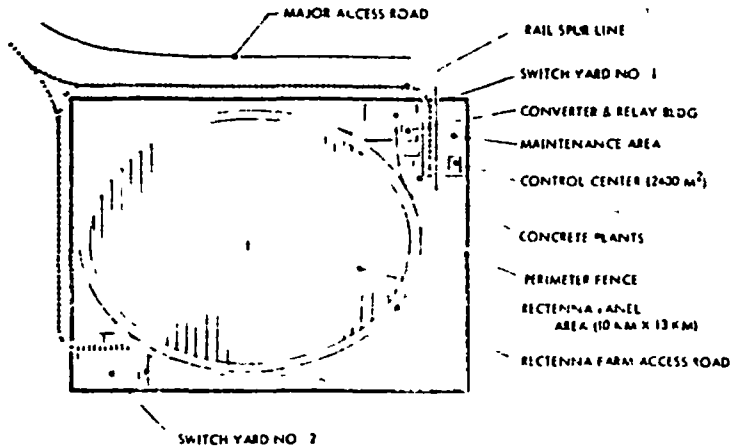 MAJOR ACCESS ROAD
RAIL SPUR LINE
SWITCH YARD NO 1
CONVERTER & RELAY BLDG
MAINTENANCE AREA
CONTROL CENTER (2400 M²)
CONCRETE PLANTS
PERIMETER FENCE
RECTENNA PANEL
AREA (10 KM X 13 KM)
RECTENNA FARM ACCESS ROAD
SWITCH YARD NO 2